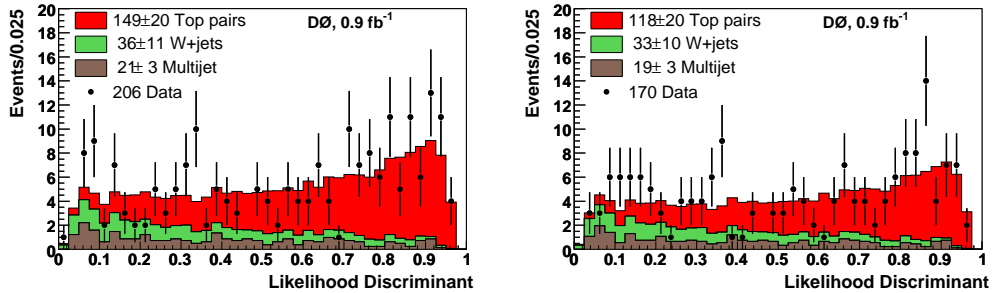 Events/0.025
20
18
16
14
12
10
8
6
4
2
0
149±20 Top pairs
36±11 W+jets
21± 3 Multijet
206 Data
DØ, 0.9 fb⁻¹
0 0.1 0.2 0.3 0.4 0.5 0.6 0.7 0.8 0.9 1
Likelihood Discriminant
Events/0.025
20
18
16
14
12
10
8
6
4
2
0
118±20 Top pairs
33±10 W+jets
19± 3 Multijet
170 Data
DØ, 0.9 fb⁻¹
0 0.1 0.2 0.3 0.4 0.5 0.6 0.7 0.8 0.9 1
Likelihood Discriminant